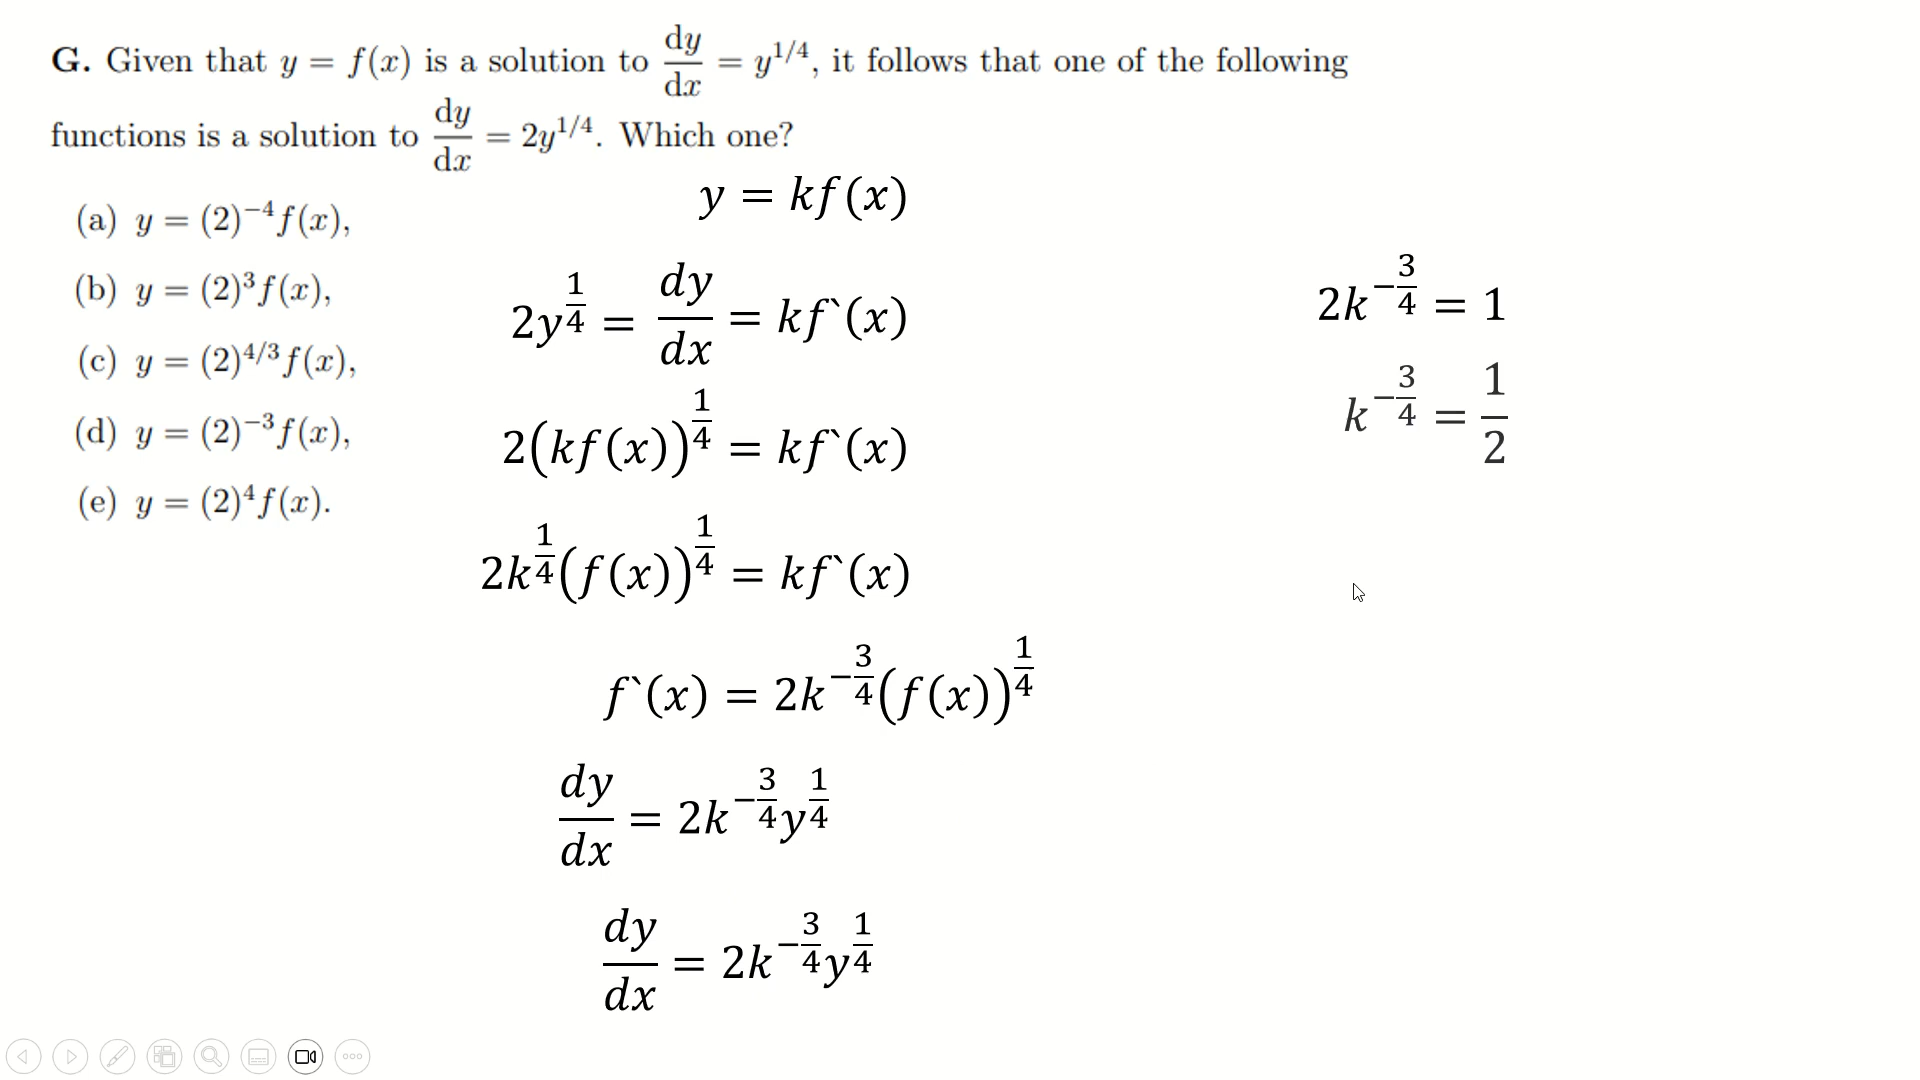 G. Given that y = f(x) is a solution to dy/dx = y^{1/4}, it follows that one of the following
functions is a solution to dy/dx = 2y^{1/4}. Which one?
(a) y = (2)^{-4} f(x),
(b) y = (2)^3 f(x),
(c) y = (2)^{4/3} f(x),
(d) y = (2)^{-3} f(x),
(e) y = (2)^4 f(x).
y = kf(x)
2y^{1/4} = dy/dx = kf`(x)
2(kf(x))^{1/4} = kf`(x)
2k^{1/4}(f(x))^{1/4} = kf`(x)
f`(x) = 2k^{-3/4}(f(x))^{1/4}
dy/dx = 2k^{-3/4}y^{1/4}
dy/dx = 2k^{-3/4}y^{1/4}
2k^{-3/4} = 1
k^{-3/4} = 1/2